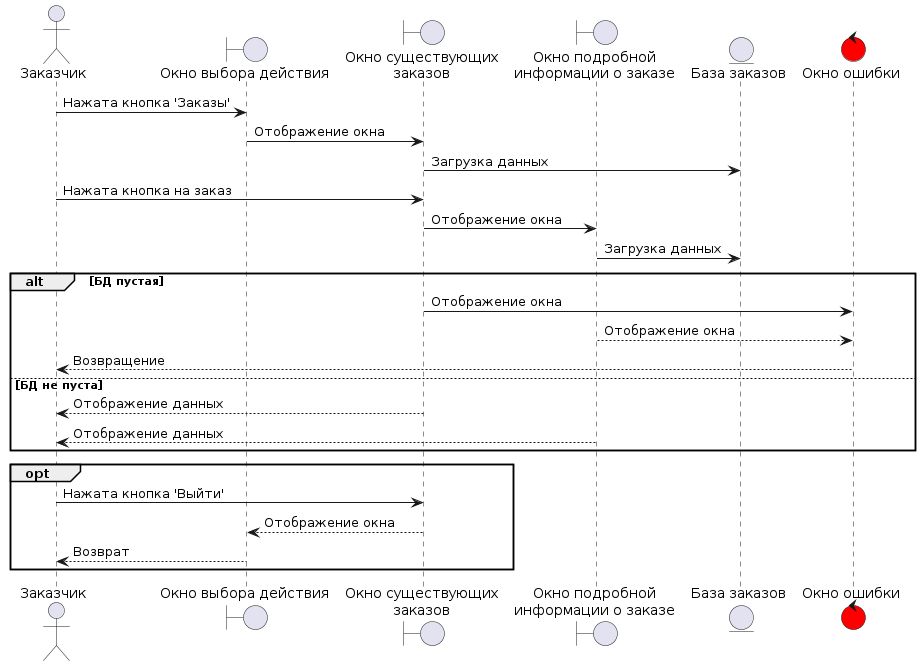 Заказчик
Окно выбора действия
Окно существующих
заказов
Окно подробной
информации о заказе
База заказов
Окно ошибки
Нажата кнопка 'Заказы'
Отображение окна
Загрузка данных
Нажата кнопка на заказ
Отображение окна
Загрузка данных
alt [БД пустая]
Отображение окна
Отображение окна
Возвращение
[БД не пуста]
Отображение данных
Отображение данных
opt
Нажата кнопка 'Выйти'
Отображение окна
Возврат
Заказчик
Окно выбора действия
Окно существующих
заказов
Окно подробной
информации о заказе
База заказов
Окно ошибки